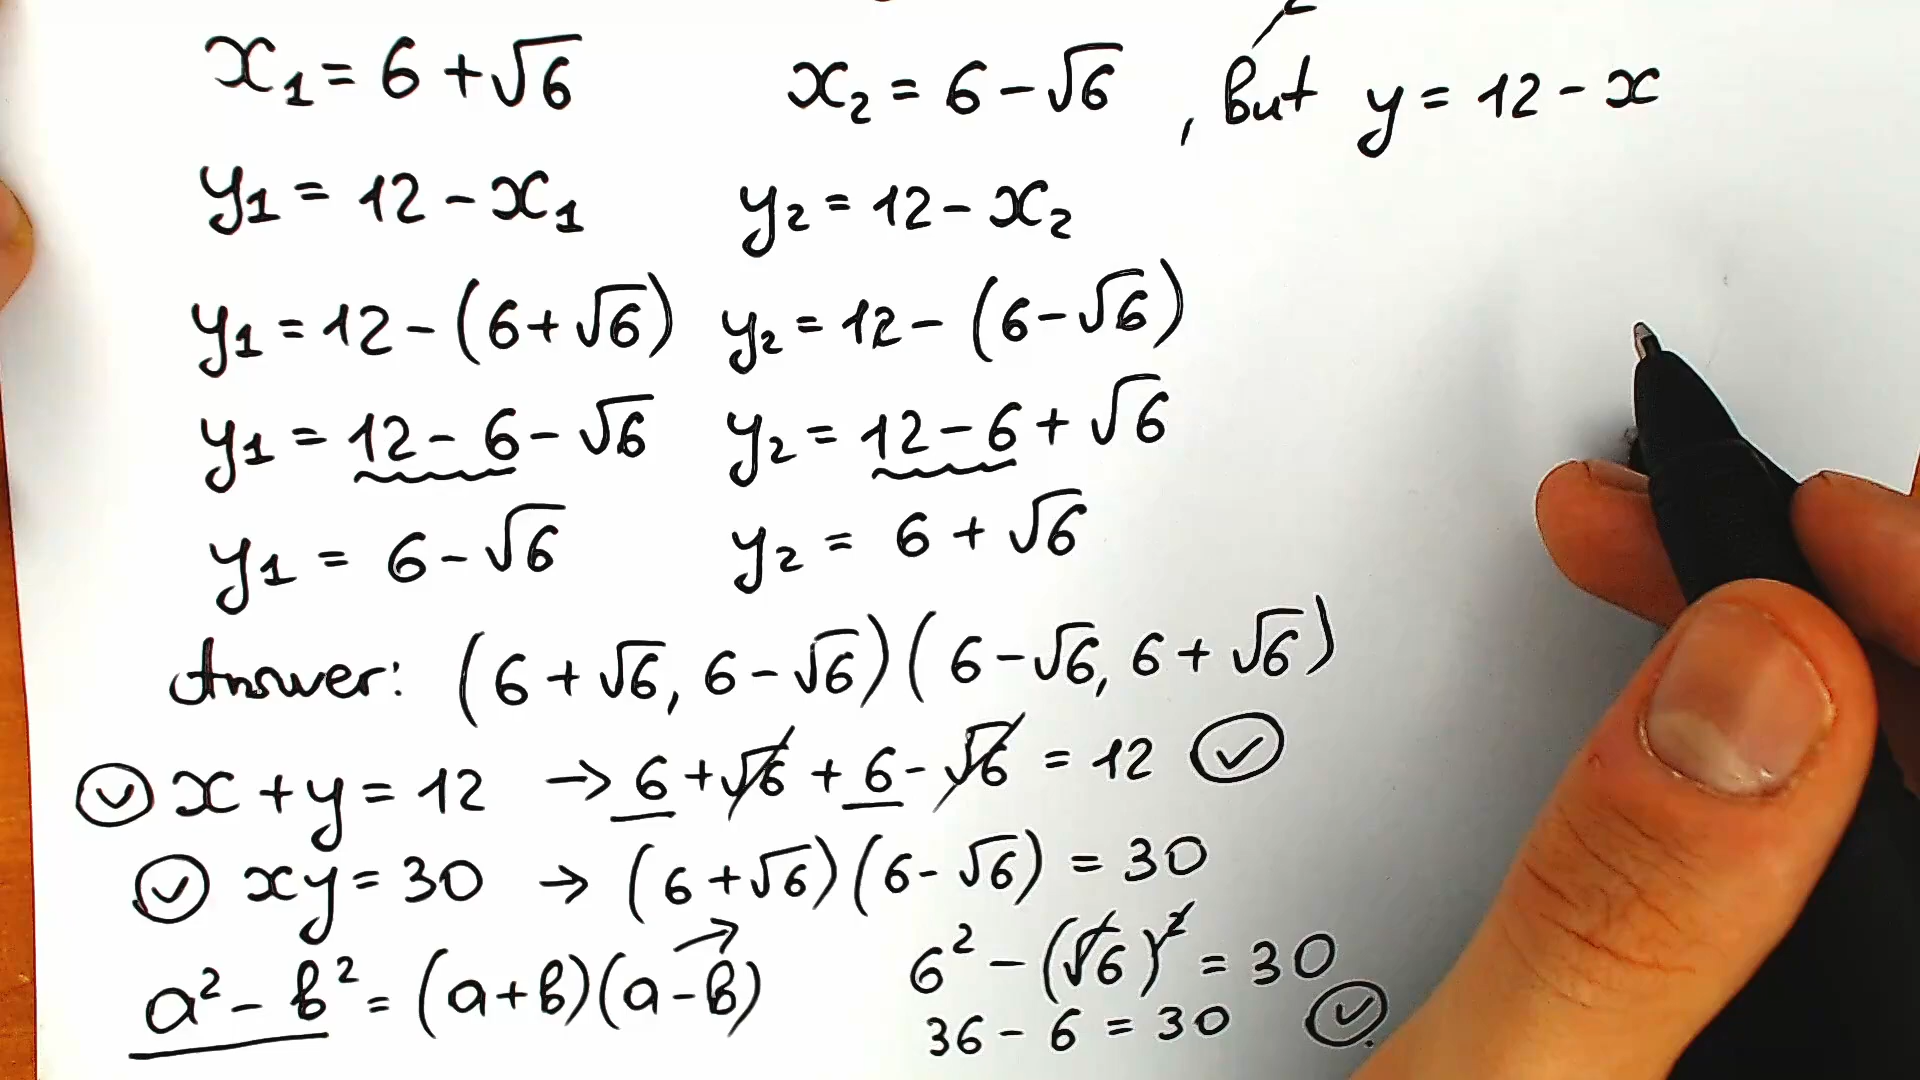 x₁ = 6 + √6 x₂ = 6 - √6 , but y = 12 - x
y₁ = 12 - x₁ y₂ = 12 - x₂
y₁ = 12 - (6 + √6) y₂ = 12 - (6 - √6)
y₁ = 12 - 6 - √6 y₂ = 12 - 6 + √6
y₁ = 6 - √6 y₂ = 6 + √6
Answer: (6 + √6, 6 - √6) (6 - √6, 6 + √6)
x + y = 12 → 6 + √6 + 6 - √6 = 12
xy = 30 → (6 + √6)(6 - √6) = 30
a² - b² = (a + b)(a - b) 6² - (√6)² = 30
36 - 6 = 30